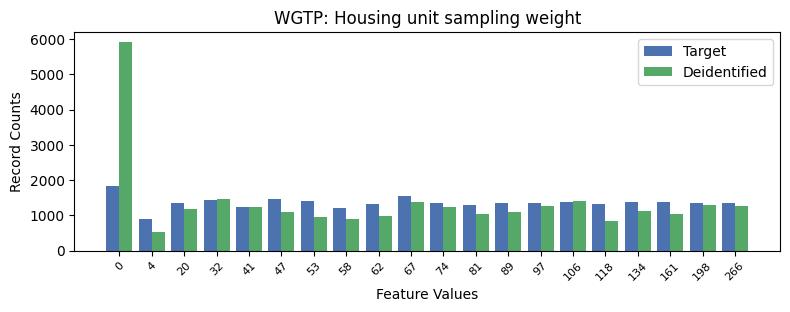 WGTP: Housing unit sampling weight
Target
Deidentified
Record Counts
6000
5000
4000
3000
2000
1000
0
0 4 20 32 41 47 53 58 62 67 74 81 89 97 106 118 134 161 198 266
Feature Values